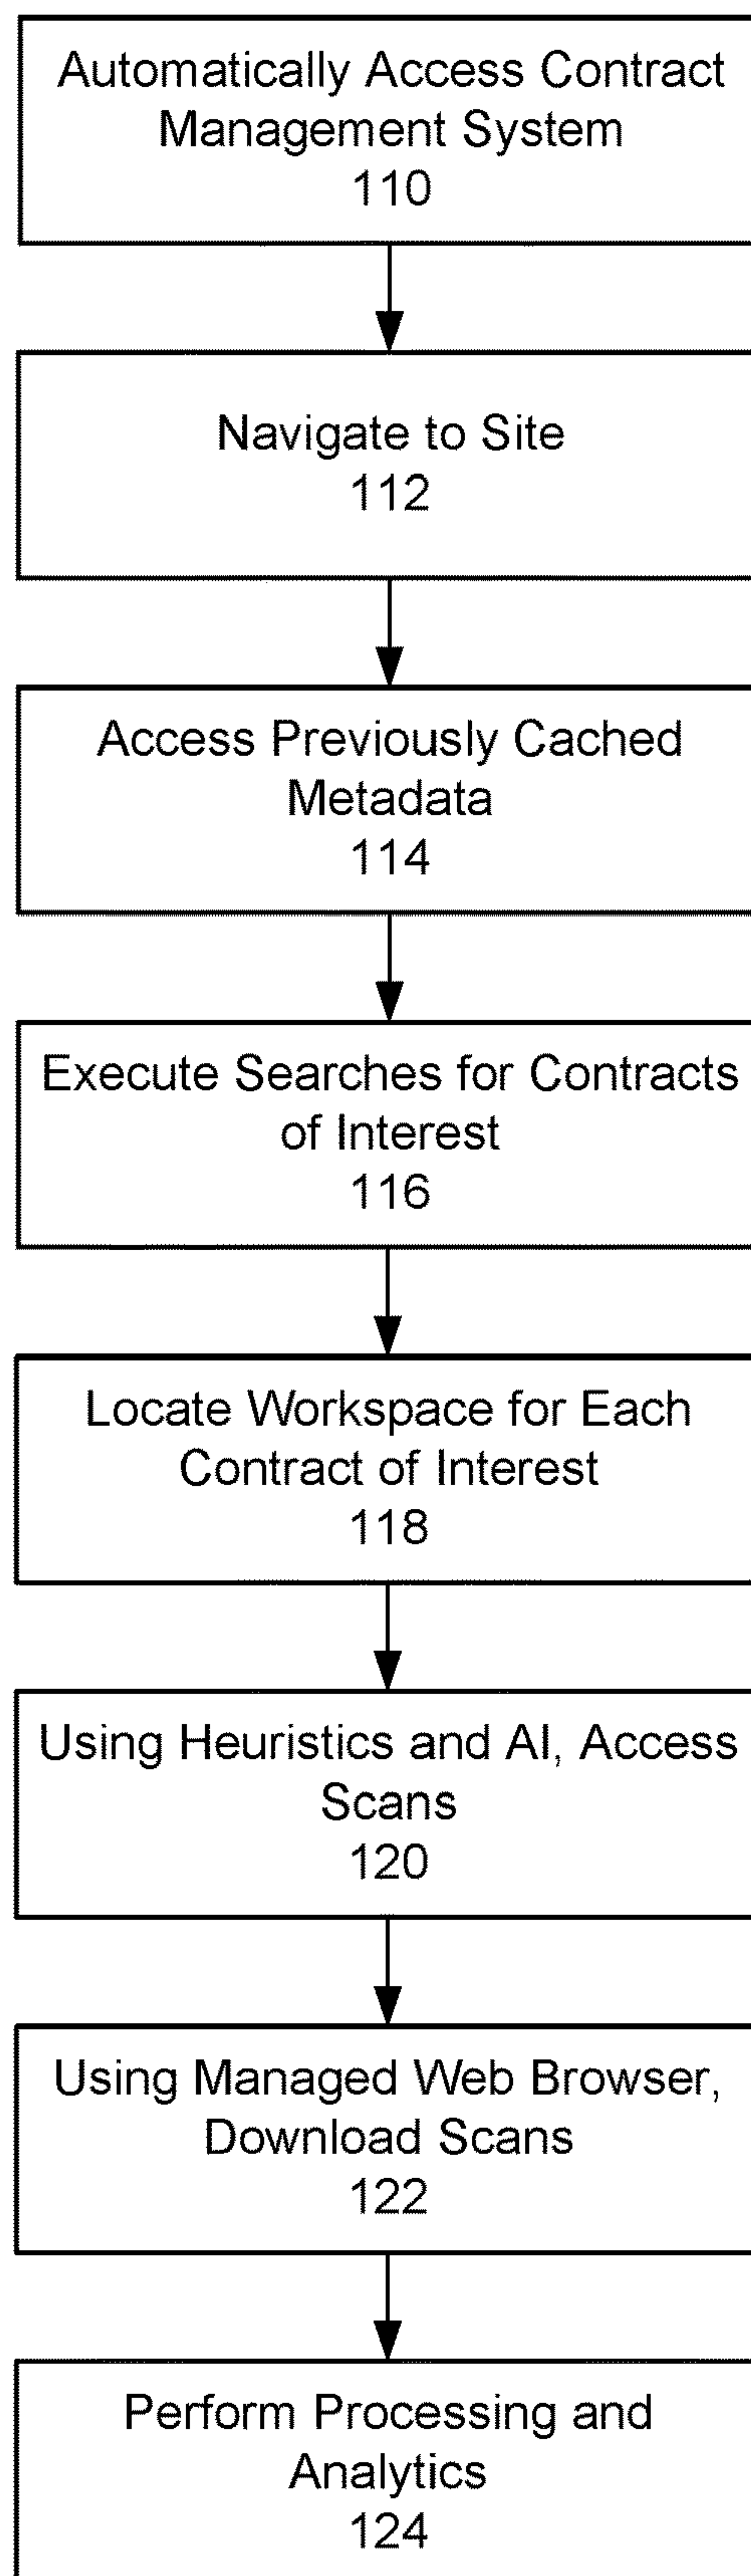 Automatically Access Contract
Management System
110
Navigate to Site
112
Access Previously Cached
Metadata
114
Execute Searches for Contracts
of Interest
116
Locate Workspace for Each
Contract of Interest
118
Using Heuristics and AI, Access
Scans
120
Using Managed Web Browser,
Download Scans
122
Perform Processing and
Analytics
124